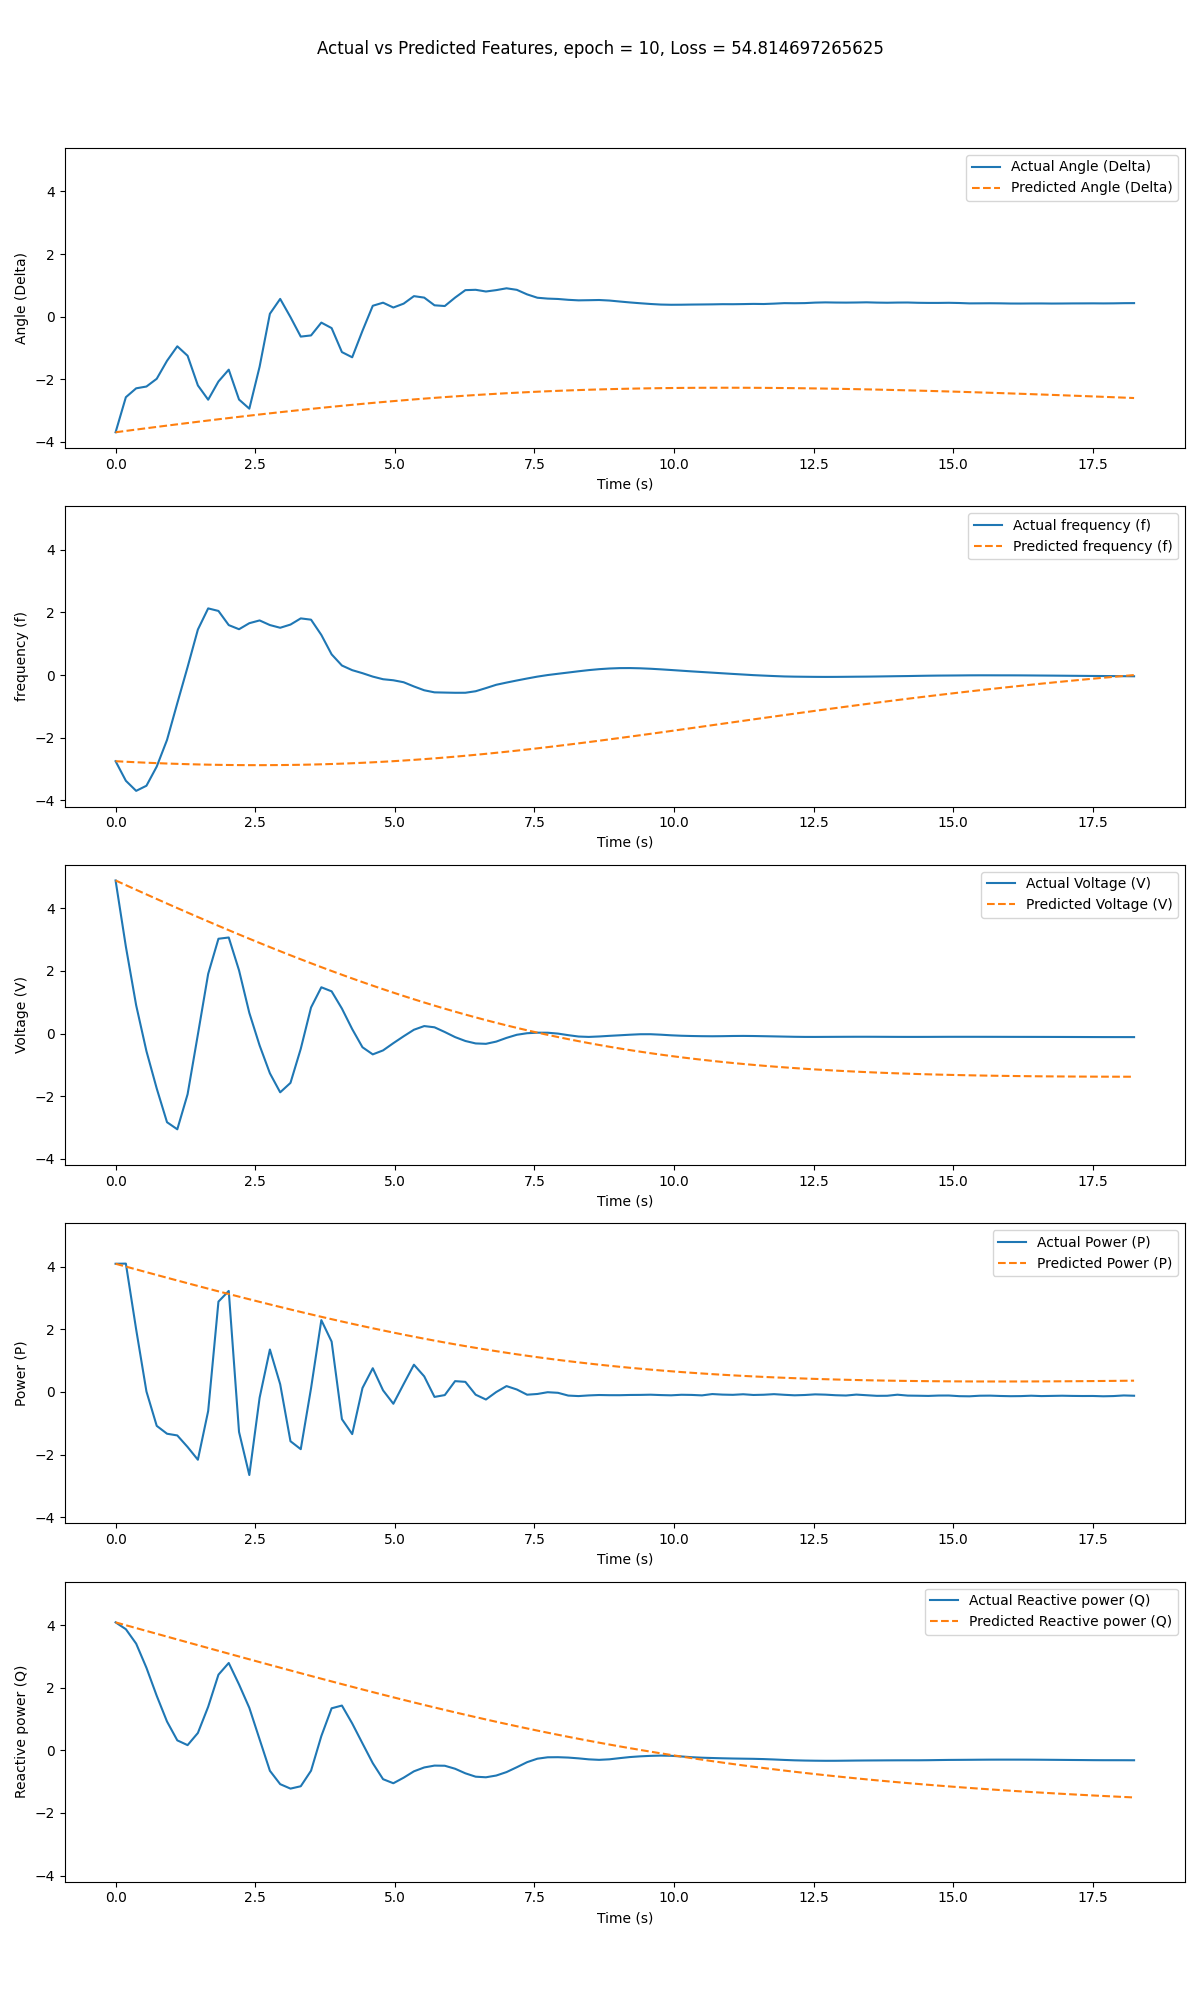 Actual vs Predicted Features, epoch = 10, Loss = 54.814697265625
Actual Angle (Delta)
Predicted Angle (Delta)
Angle (Delta)
4
2
0
−2
−4
0.0 2.5 5.0 7.5 10.0 12.5 15.0 17.5
Time (s)
Actual frequency (f)
Predicted frequency (f)
frequency (f)
4
2
0
−2
−4
0.0 2.5 5.0 7.5 10.0 12.5 15.0 17.5
Time (s)
Actual Voltage (V)
Predicted Voltage (V)
Voltage (V)
4
2
0
−2
−4
0.0 2.5 5.0 7.5 10.0 12.5 15.0 17.5
Time (s)
Actual Power (P)
Predicted Power (P)
Power (P)
4
2
0
−2
−4
0.0 2.5 5.0 7.5 10.0 12.5 15.0 17.5
Time (s)
Actual Reactive power (Q)
Predicted Reactive power (Q)
Reactive power (Q)
4
2
0
−2
−4
0.0 2.5 5.0 7.5 10.0 12.5 15.0 17.5
Time (s)